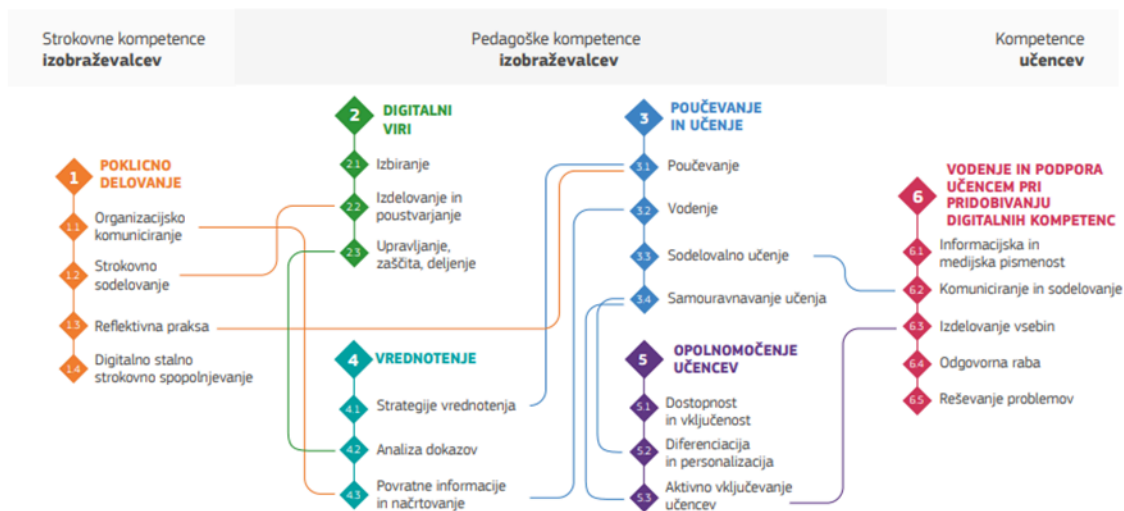 Strokovne kompetence
izobraževalcev
Pedagoške kompetence
izobraževalcev
Kompetence
učencev
1
POKLICNO
DELOVANJE
1.1
Organizacijsko
komuniciranje
1.2
Strokovno
sodelovanje
1.3
Reflektivna praksa
1.4
Digitalno stalno
strokovno spopolnjevanje
2
DIGITALNI
VIRI
2.1
Izbiranje
2.2
Izdelovanje in
poustvarjanje
2.3
Upravljanje,
zaščita, deljenje
4
VREDNOTENJE
4.1
Strategije vrednotenja
4.2
Analiza dokazov
4.3
Povratne informacije
in načrtovanje
3
POUČEVANJE
IN UČENJE
3.1
Poučevanje
3.2
Vodenje
3.3
Sodelovalno učenje
3.4
Samouravnavanje učenja
5
OPOLNOMOČENJE
UČENCEV
5.1
Dostopnost
in vključenost
5.2
Diferenciacija
in personalizacija
5.3
Aktivno vključevanje
učencev
6
VODENJE IN PODPORA
UČENCEM PRI
PRIDOBIVANJU
DIGITALNIH KOMPETENC
6.1
Informacijska in
medijska pismenost
6.2
Komuniciranje in sodelovanje
6.3
Izdelovanje vsebin
6.4
Odgovorna raba
6.5
Reševanje problemov